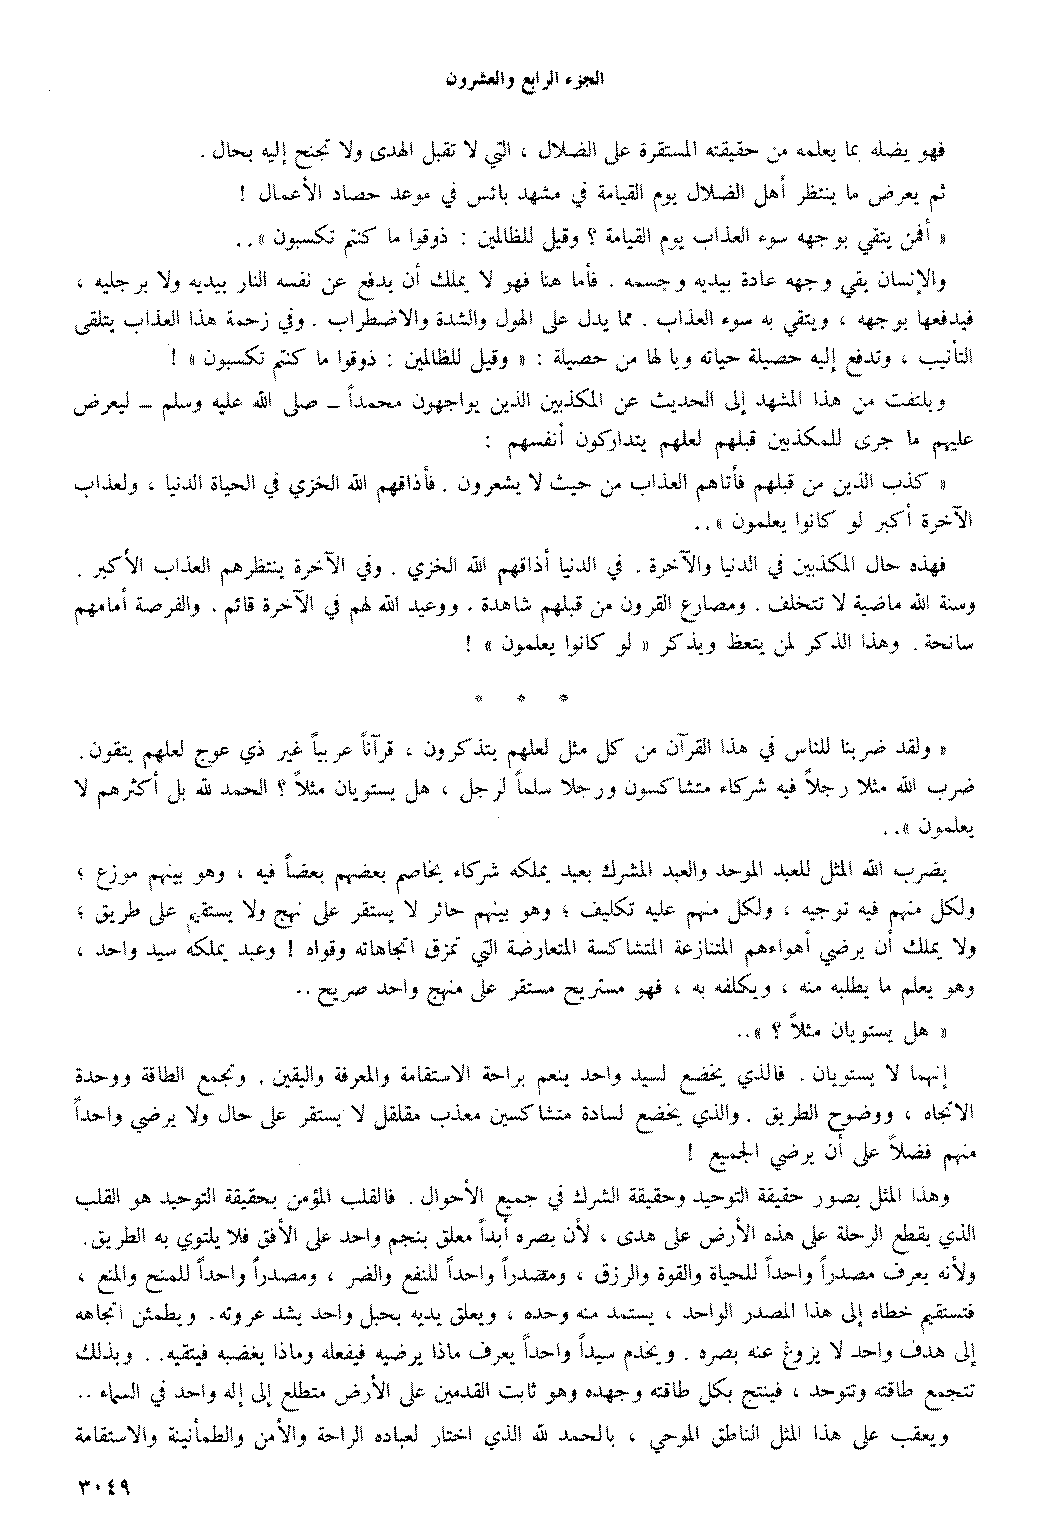 الجزء الرابع والعشرون
فهو يضله بما يعلمه من حقيقته المستقرة على الضلال ، التي لا تقبل الهدى ولا تجنح إليه بحال .
ثم يعرض ما ينتظر أهل الضلال يوم القيامة في مشهد بائس في موعد حصاد الأعمال !
« أفمن يتقي بوجهه سوء العذاب يوم القيامة ؟ وقيل للظالمين : ذوقوا ما كنتم تكسبون »..
والإنسان يقي وجهه عادة بيديه وجسمه . فأما هنا فهو لا يملك أن يدفع عن نفسه النار بيديه ولا برجليه ،
فيدفعها بوجهه ، ويتقي به سوء العذاب . مما يدل على الهول والشدة والاضطراب . وفي زحمة هذا العذاب يتلقى
التأنيب ، وتدفع إليه حصيلة حياته ويا لها من حصيلة : « وقيل للظالمين : ذوقوا ما كنتم تكسبون » !
ويلتفت من هذا المشهد إلى الحديث عن المكذبين الذين يواجهون محمداً – صلى الله عليه وسلم – ليعرض
عليهم ما جرى للمكذبين قبلهم لعلهم يتداركون أنفسهم :
« كذب الذين من قبلهم فأتاهم العذاب من حيث لا يشعرون . فأذاقهم الله الخزي في الحياة الدنيا ، ولعذاب
الآخرة أكبر لو كانوا يعلمون »..
فهذه حال المكذبين في الدنيا والآخرة . في الدنيا أذاقهم الله الخزي . وفي الآخرة ينتظرهم العذاب الأكبر .
وسنة الله ماضية لا تتخلف . ومصارع القرون من قبلهم شاهدة . ووعيد الله لهم في الآخرة قائم . والفرصة أمامهم
سانحة . وهذا الذكر لمن يتعظ ويذكر « لو كانوا يعلمون » !
* * *
« ولقد ضربنا للناس في هذا القرآن من كل مثل لعلهم يتذكرون ، قرآناً عربياً غير ذي عوج لعلهم يتقون.
ضرب الله مثلا رجلاً فيه شركاء متشاكسون ورجلا سلماً لرجل ، هل يستويان مثلاً ؟ الحمد لله بل أكثرهم لا
يعلمون »..
يضرب الله المثل للعبد الموحد والعبد المشرك بعبد يملكه شركاء يخاصم بعضهم بعضاً فيه ، وهو بينهم موزع ؛
ولكل منهم فيه توجيه ، ولكل منهم عليه تكليف ؛ وهو بينهم حائر لا يستقر على نهج ولا يستقيم على طريق ؛
ولا يملك أن يرضي أهواءهم المتنازعة المتشاكسة المتعارضة التي تمزق اتجاهاته وقواه ! وعبد يملكه سيد واحد ،
وهو يعلم ما يطلبه منه ، ويكلفه به ، فهو مستريح مستقر على منهج واحد صريح ..
« هل يستويان مثلاً ؟ »..
إنهما لا يستويان . فالذي يخضع لسيد واحد ينعم براحة الاستقامة والمعرفة واليقين . وتجمع الطاقة ووحدة
الاتجاه ، ووضوح الطريق . والذي يخضع لسادة متشاكسين معذب مقلقل لا يستقر على حال ولا يرضي واحداً
منهم فضلاً على أن يرضي الجميع !
وهذا المثل يصور حقيقة التوحيد وحقيقة الشرك في جميع الأحوال . فالقلب المؤمن بحقيقة التوحيد هو القلب
الذي يقطع الرحلة على هذه الأرض على هدى ، لأن بصره أبداً معلق بنجم واحد على الأفق فلا يلتوي به الطريق.
ولأنه يعرف مصدراً واحداً للحياة والقوة والرزق ، ومصدراً واحداً للنفع والضر ، ومصدراً واحداً للمنح والمنع ،
فتستقيم خطاه إلى هذا المصدر الواحد ، يستمد منه وحده ، ويعلق يديه بحبل واحد يشد عروته. ويطمئن اتجاهه
إلى هدف واحد لا يزوغ عنه بصره . ويخدم سيداً واحداً يعرف ماذا يرضيه فيفعله وماذا يغضبه فيتقيه. . وبذلك
تتجمع طاقته وتتوحد ، فينتج بكل طاقته وجهده وهو ثابت القدمين على الأرض متطلع إلى إله واحد في السماء ..
ويعقب على هذا المثل الناطق الموحي ، بالحمد لله الذي اختار لعباده الراحة والأمن والطمأنينة والاستقامة
٣٠٤٩